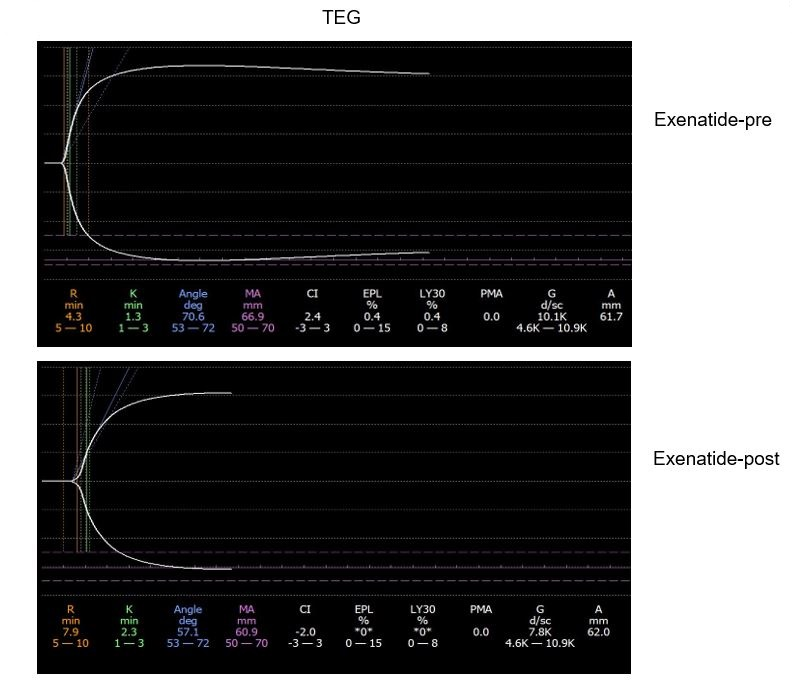 TEG
Exenatide-pre
R K Angle MA CI EPL LY30 PMA G A
min min deg mm % % d/sc mm
4.3 1.3 70.6 66.9 2.4 0.4 0.4 0.0 10.1K 61.7
5 — 10 1 — 3 53 — 72 50 — 70 -3 — 3 0 — 15 0 — 8 4.6K — 10.9K
Exenatide-post
R K Angle MA CI EPL LY30 PMA G A
min min deg mm % % d/sc mm
7.9 2.3 57.1 60.9 -2.0 *0* *0* 0.0 7.8K 62.0
5 — 10 1 — 3 53 — 72 50 — 70 -3 — 3 0 — 15 0 — 8 4.6K — 10.9K